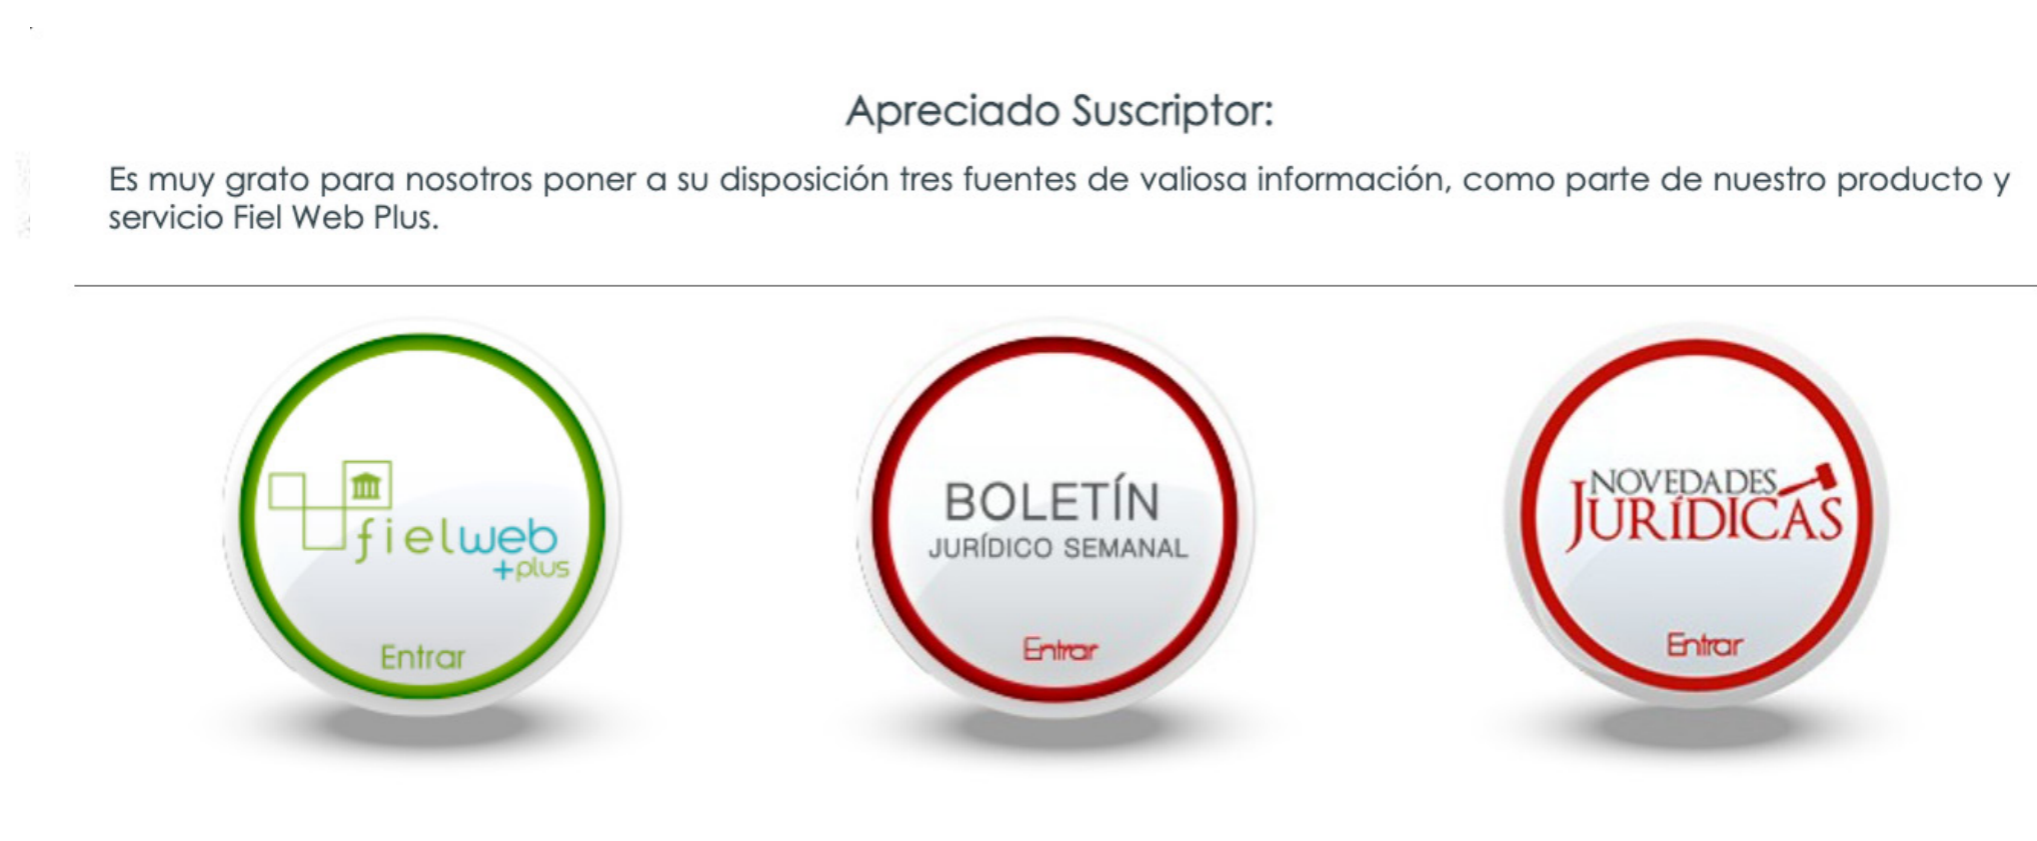 Apreciado Suscriptor:
Es muy grato para nosotros poner a su disposición tres fuentes de valiosa información, como parte de nuestro producto y
servicio Fiel Web Plus.
fielweb
+plus
Entrar
BOLETÍN
JURÍDICO SEMANAL
Entrar
NOVEDADES
JURÍDICAS
Entrar